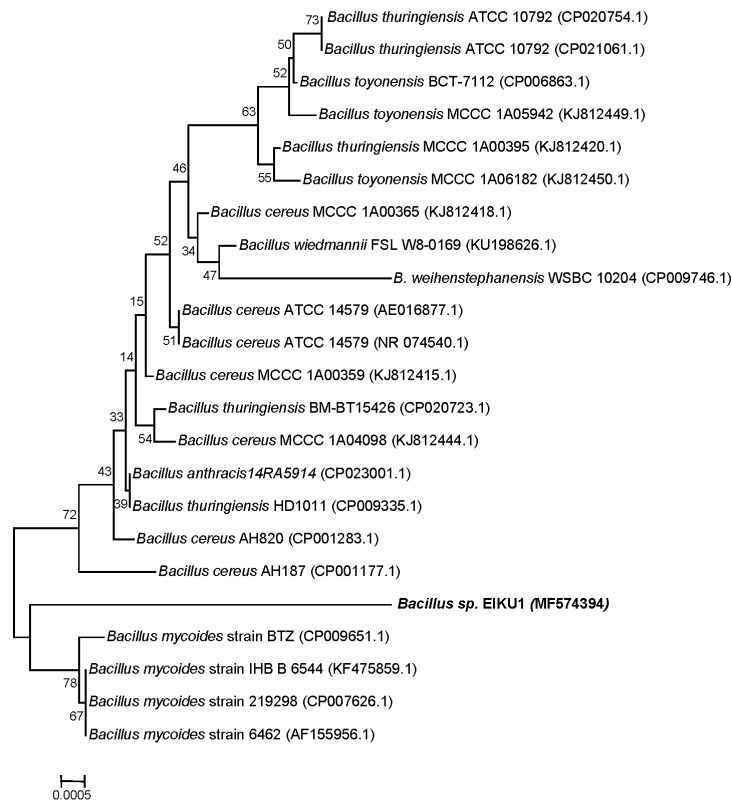 73
Bacillus thuringiensis ATCC 10792 (CP020754.1)
50
Bacillus thuringiensis ATCC 10792 (CP021061.1)
52
Bacillus toyonensis BCT-7112 (CP006863.1)
63
Bacillus toyonensis MCCC 1A05942 (KJ812449.1)
Bacillus thuringiensis MCCC 1A00395 (KJ812420.1)
46
55
Bacillus toyonensis MCCC 1A06182 (KJ812450.1)
Bacillus cereus MCCC 1A00365 (KJ812418.1)
52
34
Bacillus wiedmannii FSL W8-0169 (KU198626.1)
47
B. weihenstephanensis WSBC 10204 (CP009746.1)
15
Bacillus cereus ATCC 14579 (AE016877.1)
51
Bacillus cereus ATCC 14579 (NR 074540.1)
14
Bacillus cereus MCCC 1A00359 (KJ812415.1)
33
Bacillus thuringiensis BM-BT15426 (CP020723.1)
54
Bacillus cereus MCCC 1A04098 (KJ812444.1)
43
Bacillus anthracis14RA5914 (CP023001.1)
39
Bacillus thuringiensis HD1011 (CP009335.1)
72
Bacillus cereus AH820 (CP001283.1)
Bacillus cereus AH187 (CP001177.1)
Bacillus sp. EIKU1 (MF574394)
Bacillus mycoides strain BTZ (CP009651.1)
78
Bacillus mycoides strain IHB B 6544 (KF475859.1)
67
Bacillus mycoides strain 219298 (CP007626.1)
Bacillus mycoides strain 6462 (AF155956.1)
0.0005